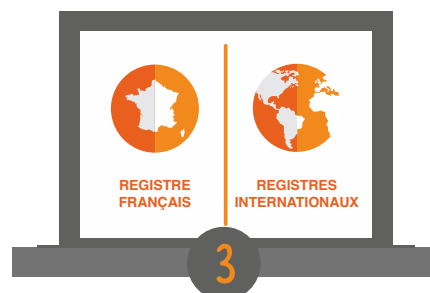 REGISTRE
FRANÇAIS
REGISTRES
INTERNATIONAUX
3